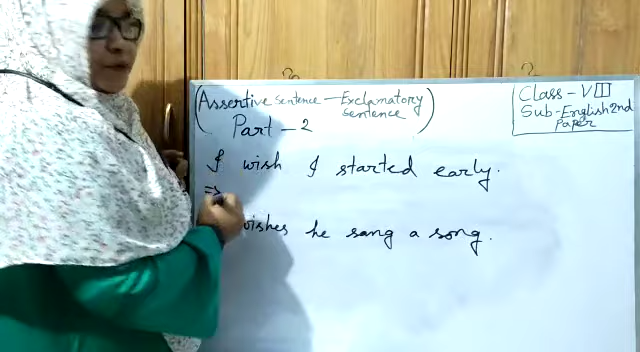 (Assertive Sentence — Exclamatory Sentence)
Part - 2
Class - VIII
Sub - English 2nd Paper
I wish I started early.
⇒
wishes he sang a song.